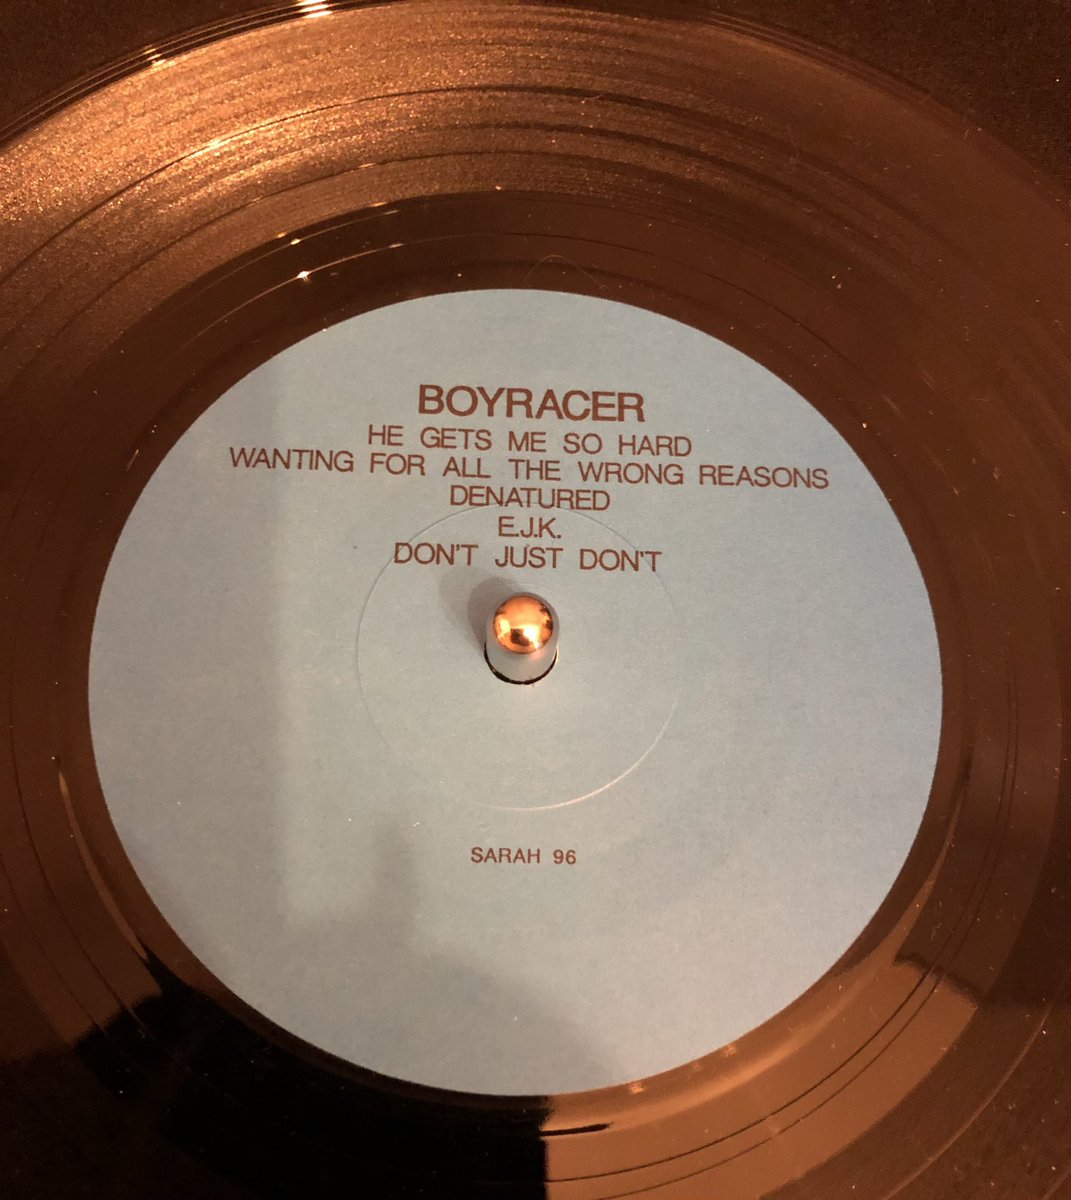 BOYRACER
HE GETS ME SO HARD
WANTING FOR ALL THE WRONG REASONS
DENATURED
E.J.K.
DON'T JUST DON'T
SARAH 96